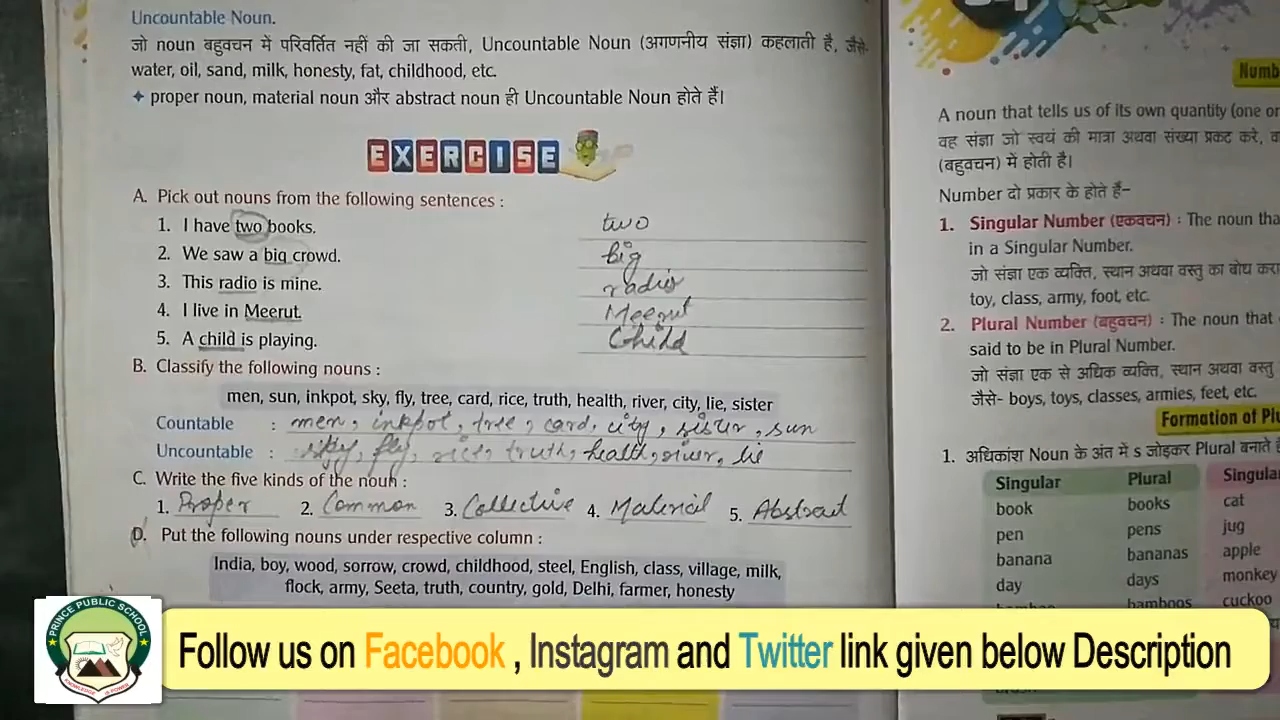 Uncountable Noun.
जो noun बहुवचन में परिवर्तित नहीं की जा सकती, Uncountable Noun (अगणनीय संज्ञा) कहलाती है, जैसे-
water, oil, sand, milk, honesty, fat, childhood, etc.
✦ proper noun, material noun और abstract noun ही Uncountable Noun होते हैं।
EXERCISE
A. Pick out nouns from the following sentences :
1. I have two books. two
2. We saw a big crowd. big
3. This radio is mine. radio
4. I live in Meerut. Meerut
5. A child is playing. Child
B. Classify the following nouns :
men, sun, inkpot, sky, fly, tree, card, rice, truth, health, river, city, lie, sister
Countable : men, inkpot, tree, card, city, sister, sun
Uncountable : sky, fly, rice, truth, health, river, lie
C. Write the five kinds of the noun :
1. Proper 2. Common 3. Collective 4. Material 5. Abstract
D. Put the following nouns under respective column :
India, boy, wood, sorrow, crowd, childhood, steel, English, class, village, milk,
flock, army, Seeta, truth, country, gold, Delhi, farmer, honesty
A noun that tells us of its own quantity (one or
वह संज्ञा जो स्वयं की मात्रा अथवा संख्या प्रकट करे,
(बहुवचन) में होती है।
Number दो प्रकार के होते हैं–
1. Singular Number (एकवचन) : The noun
in a Singular Number.
जो संज्ञा एक व्यक्ति, स्थान अथवा वस्तु का बोध
toy, class, army, foot, etc.
2. Plural Number (बहुवचन) : The noun that
said to be in Plural Number.
जो संज्ञा एक से अधिक व्यक्ति, स्थान अथवा वस्तु
जैसे- boys, toys, classes, armies, feet, etc.
Formation of
1. अधिकांश Noun के अंत में s जोड़कर Plural बनाते
Singular Plural
book books cat
pen pens jug
banana bananas apple
day days monkey
bamboos cuckoo
PRINCE PUBLIC SCHOOL
KNOWLEDGE IS POWER
Follow us on Facebook , Instagram and Twitter link given below Description